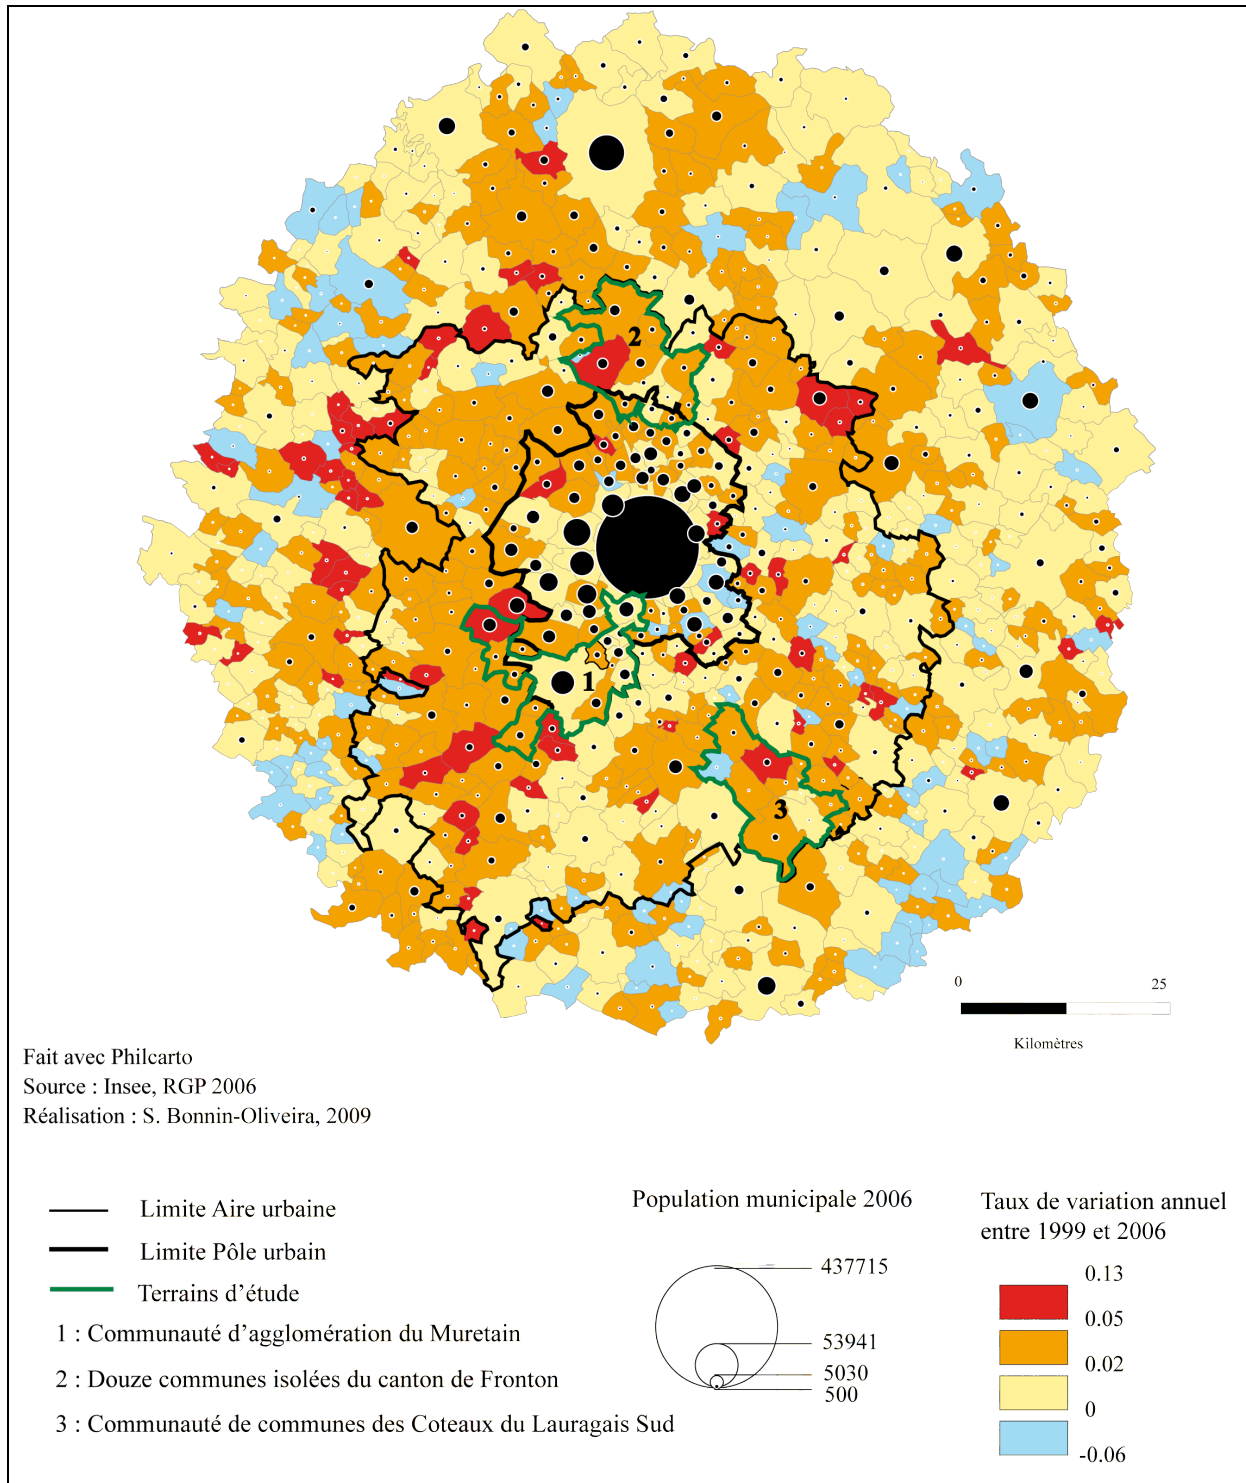 2
1
3
0 25
Kilomètres
Fait avec Philcarto
Source : Insee, RGP 2006
Réalisation : S. Bonnin-Oliveira, 2009
Limite Aire urbaine
Limite Pôle urbain
Terrains d'étude
1 : Communauté d'agglomération du Muretain
2 : Douze communes isolées du canton de Fronton
3 : Communauté de communes des Coteaux du Lauragais Sud
Population municipale 2006
437715
53941
5030
500
Taux de variation annuel
entre 1999 et 2006
0.13
0.05
0.02
0
-0.06